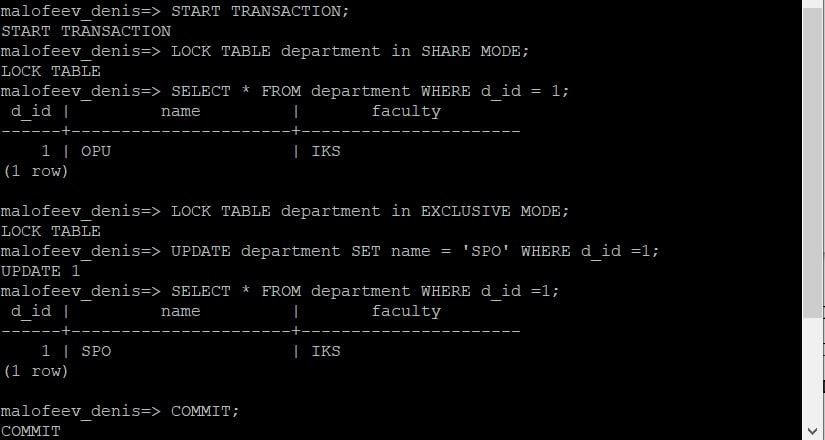 malofeev_denis=> START TRANSACTION;
START TRANSACTION
malofeev_denis=> LOCK TABLE department in SHARE MODE;
LOCK TABLE
malofeev_denis=> SELECT * FROM department WHERE d_id = 1;
 d_id |         name         |       faculty
------+----------------------+----------------------
    1 | OPU                  | IKS
(1 row)
malofeev_denis=> LOCK TABLE department in EXCLUSIVE MODE;
LOCK TABLE
malofeev_denis=> UPDATE department SET name = 'SPO' WHERE d_id =1;
UPDATE 1
malofeev_denis=> SELECT * FROM department WHERE d_id =1;
 d_id |         name         |       faculty
------+----------------------+----------------------
    1 | SPO                  | IKS
(1 row)
malofeev_denis=> COMMIT;
COMMIT